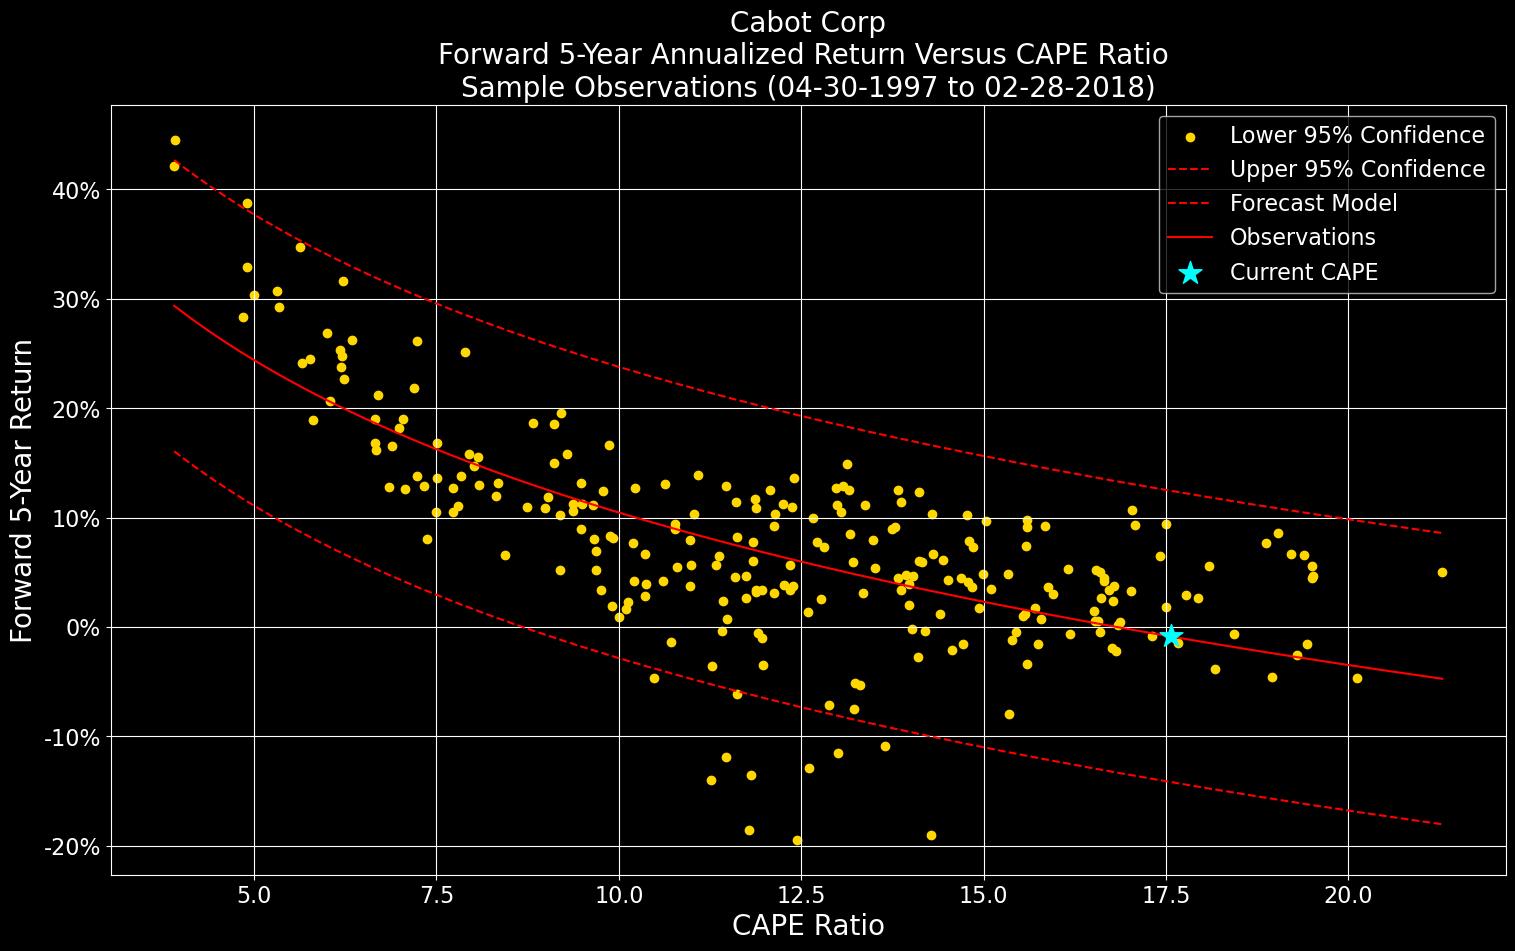 Cabot Corp
Forward 5-Year Annualized Return Versus CAPE Ratio
Sample Observations (04-30-1997 to 02-28-2018)
Lower 95% Confidence
Upper 95% Confidence
Forecast Model
Observations
Current CAPE
Forward 5-Year Return
40%
30%
20%
10%
0%
-10%
-20%
5.0 7.5 10.0 12.5 15.0 17.5 20.0
CAPE Ratio